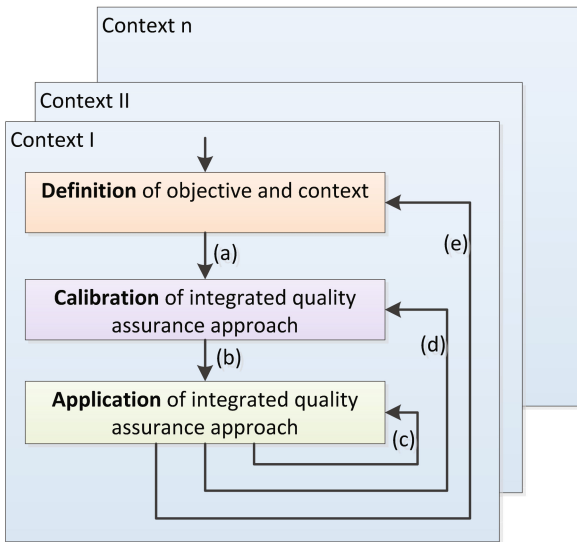 Context n
Context II
Context I
Definition of objective and context
(a)
(e)
Calibration of integrated quality
assurance approach
(b)
(d)
Application of integrated quality
assurance approach
(c)